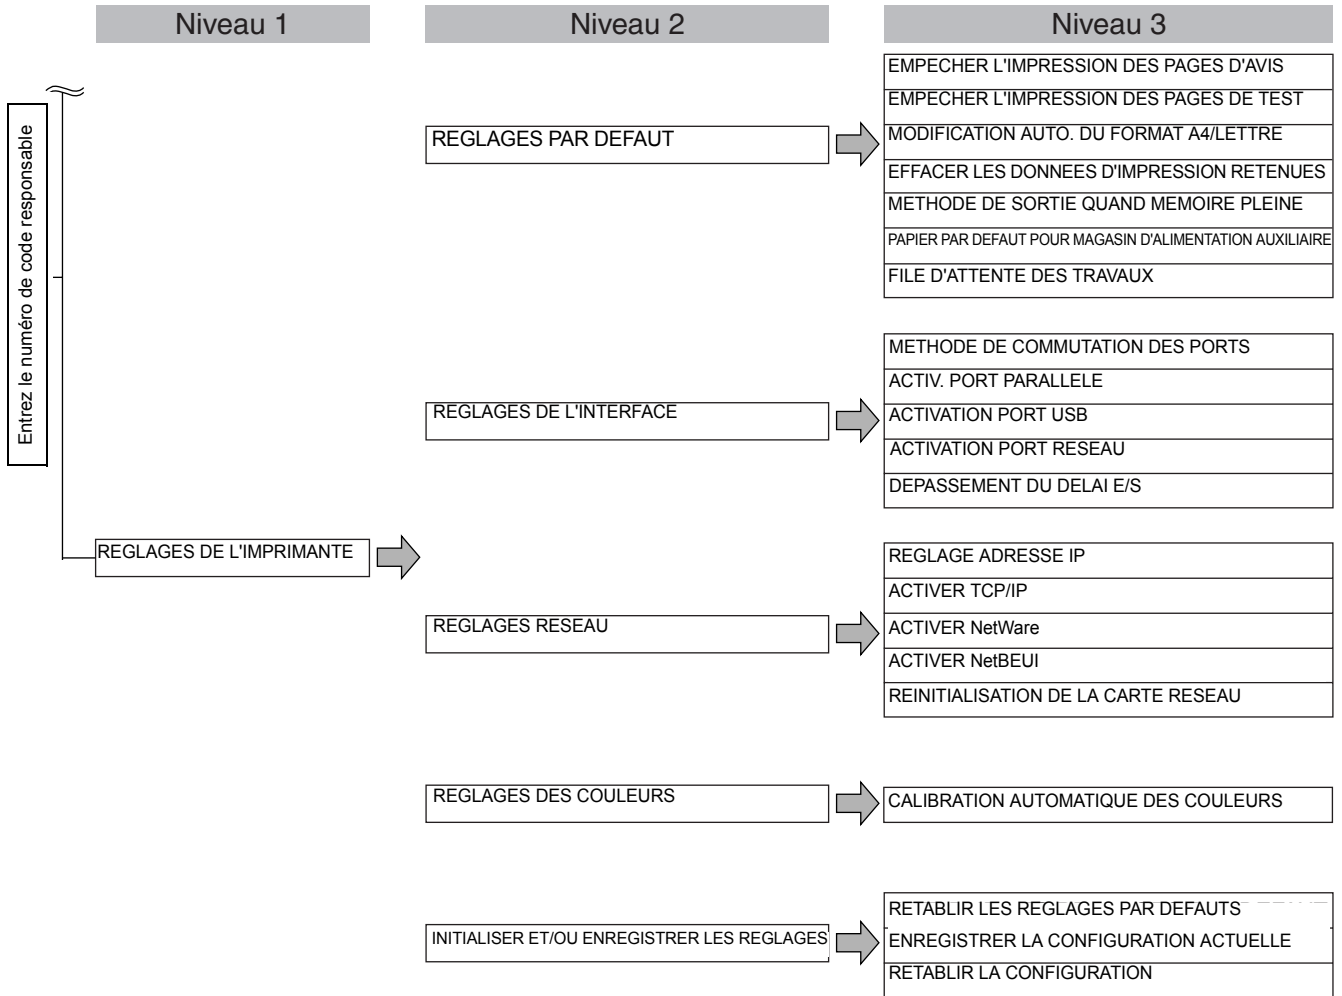 Niveau 1
Niveau 2
Niveau 3
Entrez le numéro de code responsable
REGLAGES DE L'IMPRIMANTE
REGLAGES PAR DEFAUT
EMPECHER L'IMPRESSION DES PAGES D'AVIS
EMPECHER L'IMPRESSION DES PAGES DE TEST
MODIFICATION AUTO. DU FORMAT A4/LETTRE
EFFACER LES DONNEES D'IMPRESSION RETENUES
METHODE DE SORTIE QUAND MEMOIRE PLEINE
PAPIER PAR DEFAUT POUR MAGASIN D'ALIMENTATION AUXILIAIRE
FILE D'ATTENTE DES TRAVAUX
REGLAGES DE L'INTERFACE
METHODE DE COMMUTATION DES PORTS
ACTIV. PORT PARALLELE
ACTIVATION PORT USB
ACTIVATION PORT RESEAU
DEPASSEMENT DU DELAI E/S
REGLAGES RESEAU
REGLAGE ADRESSE IP
ACTIVER TCP/IP
ACTIVER NetWare
ACTIVER NetBEUI
REINITIALISATION DE LA CARTE RESEAU
REGLAGES DES COULEURS
CALIBRATION AUTOMATIQUE DES COULEURS
INITIALISER ET/OU ENREGISTRER LES REGLAGES
RETABLIR LES REGLAGES PAR DEFAUTS
ENREGISTRER LA CONFIGURATION ACTUELLE
RETABLIR LA CONFIGURATION